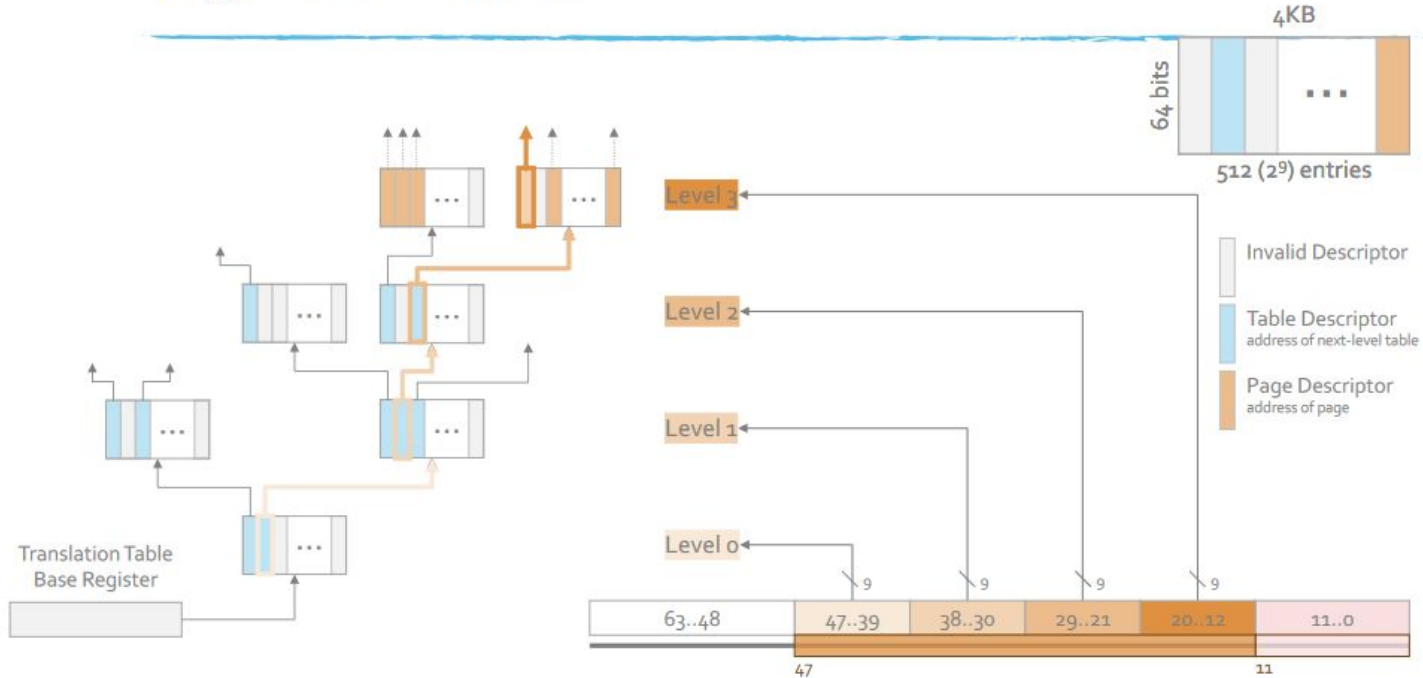 4KB
64 bits
...
512 (2⁹) entries
...
...
Level 3
Invalid Descriptor
...
...
Level 2
Table Descriptor
address of next-level table
Page Descriptor
address of page
...
...
Level 1
...
Level 0
Translation Table
Base Register
9
9
9
9
63..48
47..39
38..30
29..21
20..12
11..0
47
11